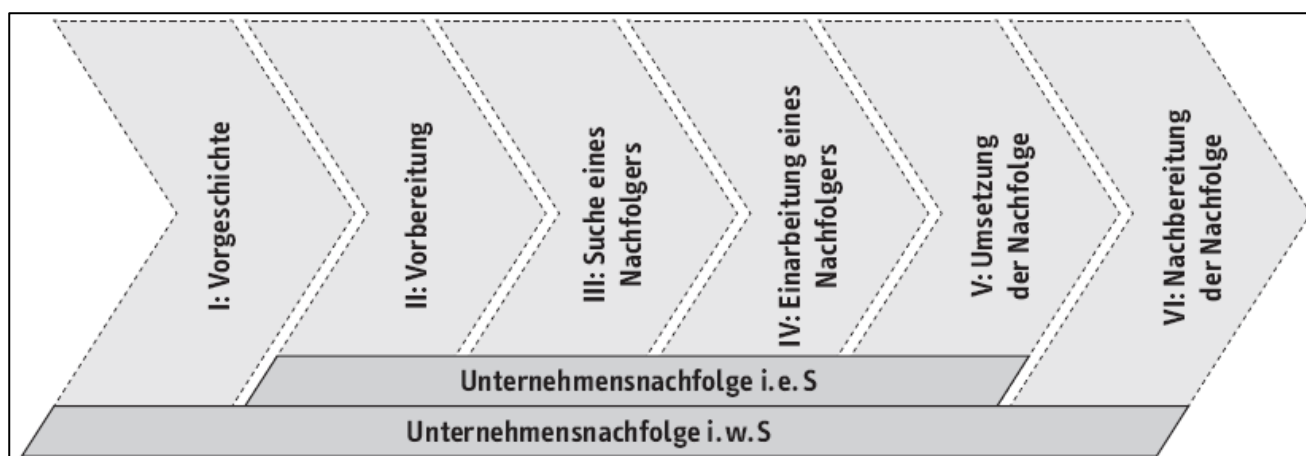 I: Vorgeschichte
II: Vorbereitung
III: Suche eines
Nachfolgers
IV: Einarbeitung eines
Nachfolgers
V: Umsetzung
der Nachfolge
VI: Nachbereitung
der Nachfolge
Unternehmensnachfolge i.e.S
Unternehmensnachfolge i.w.S